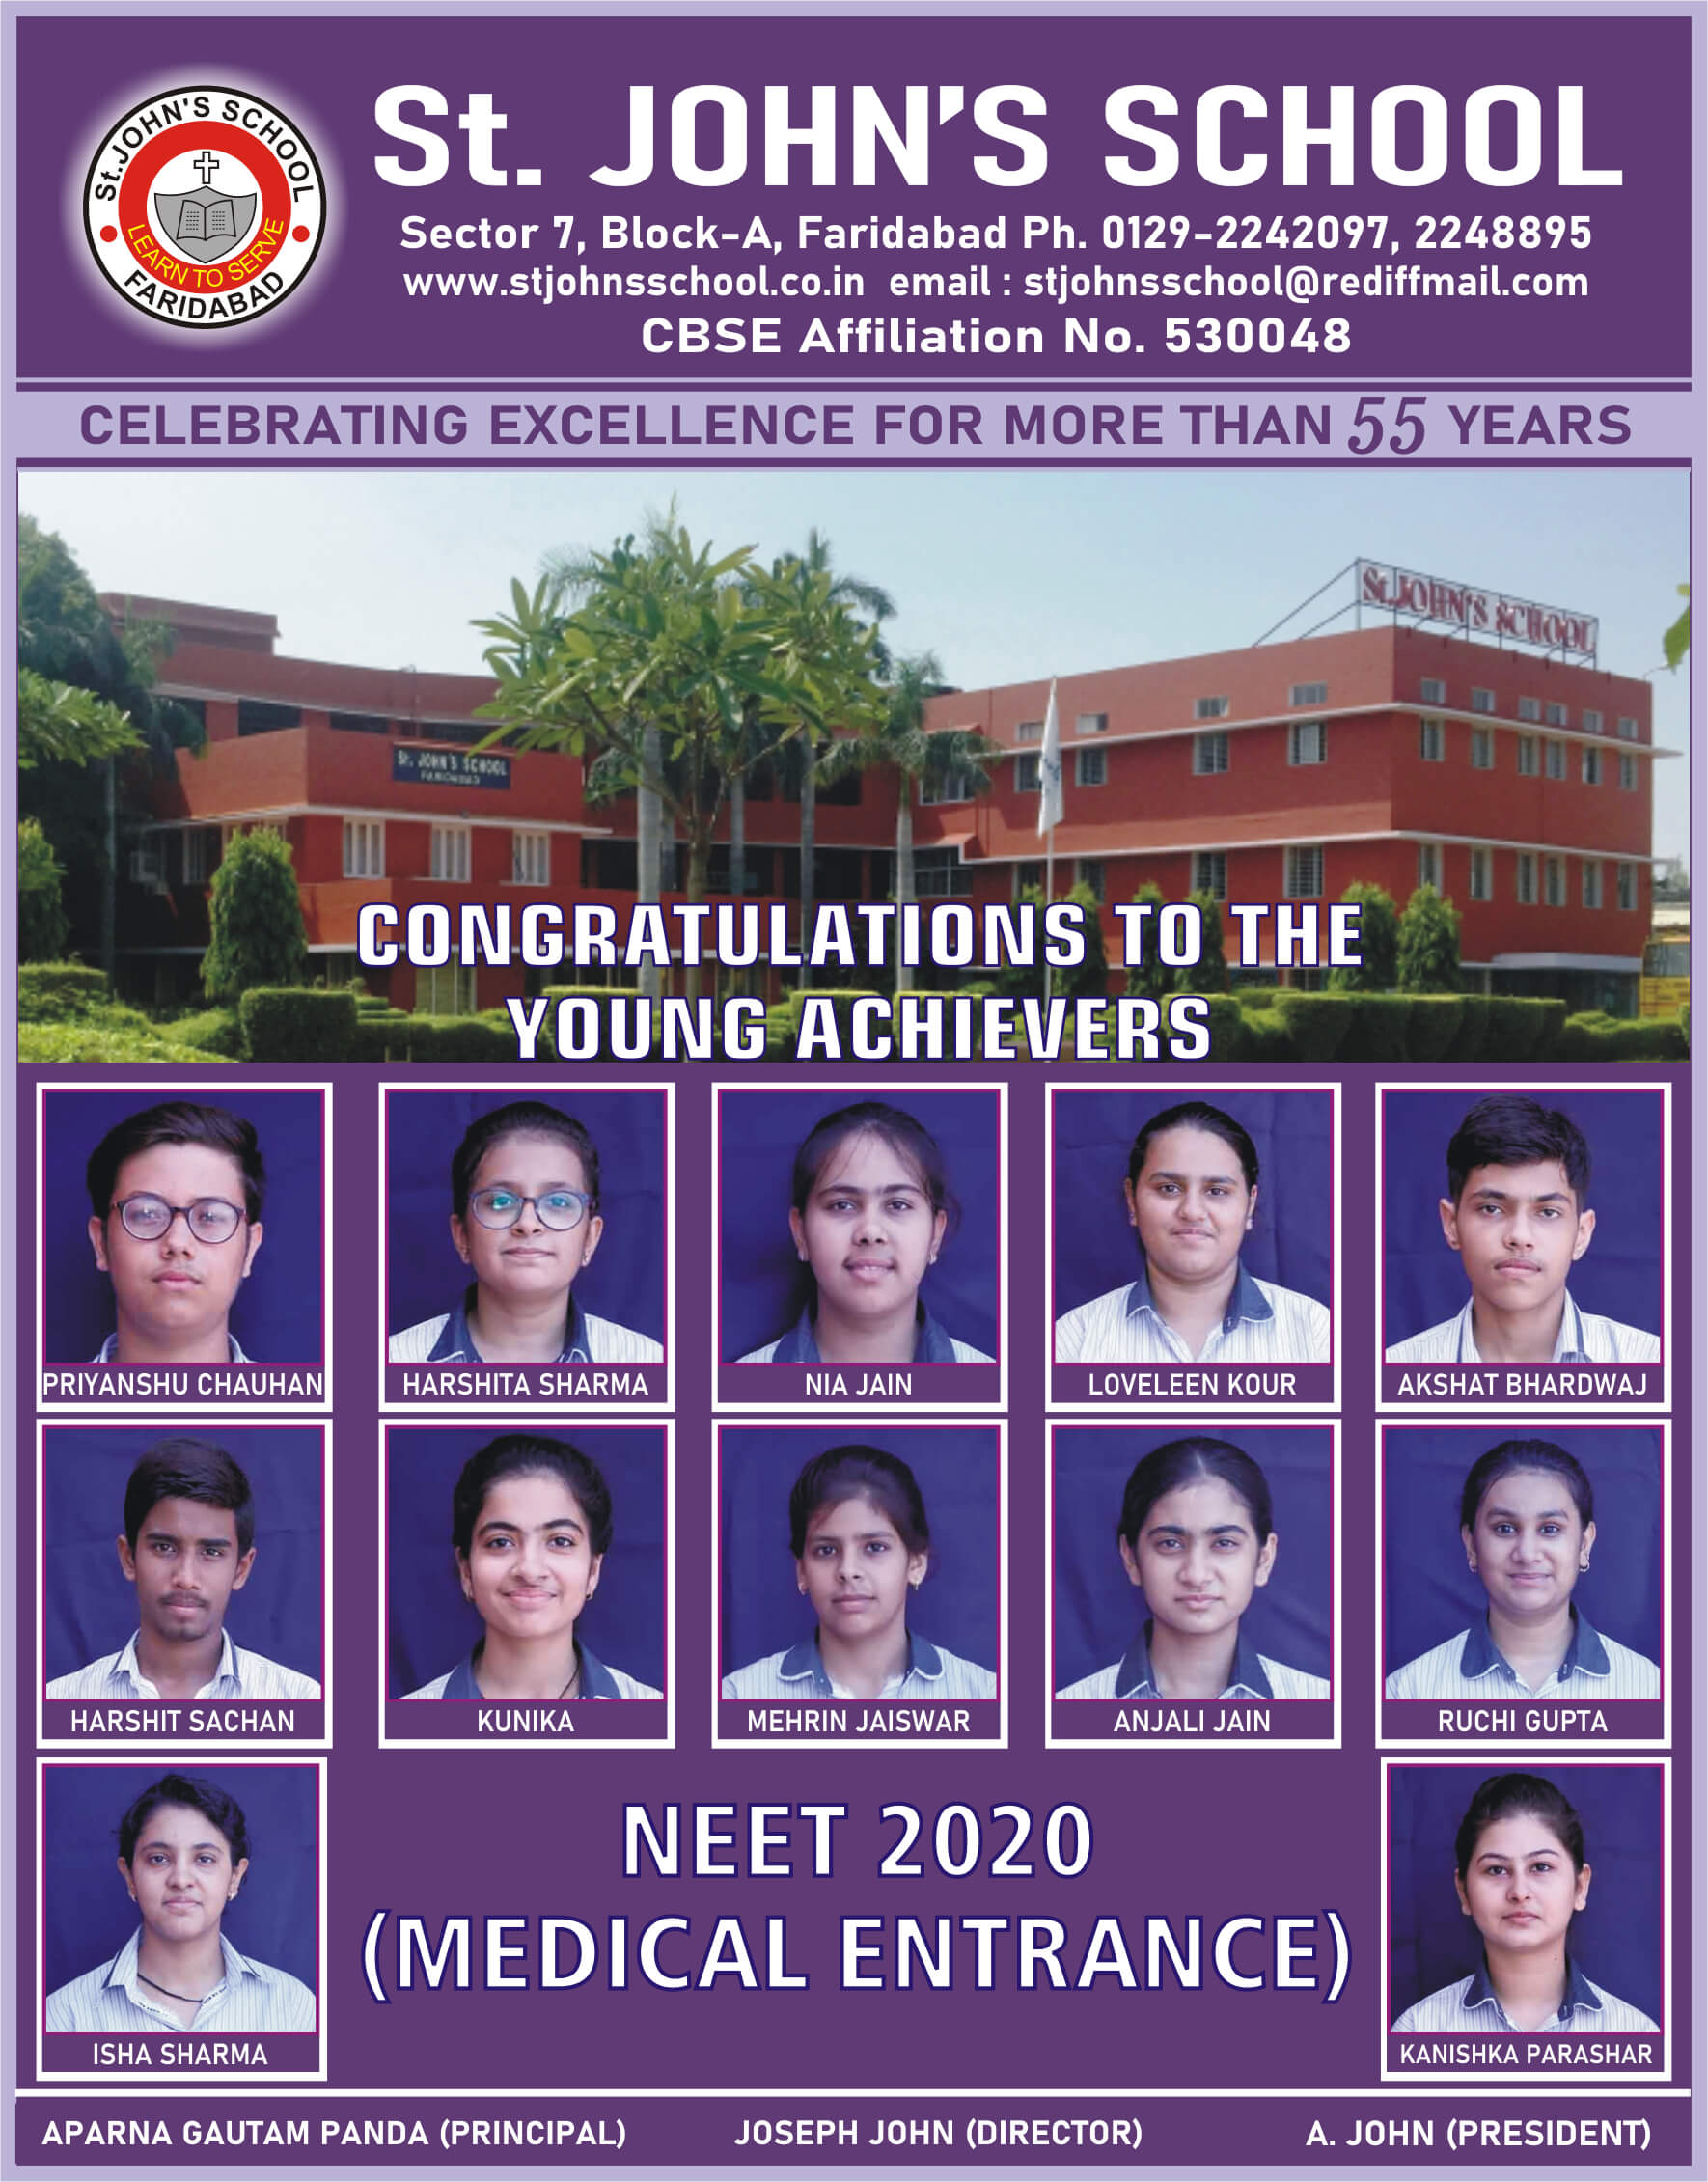 St. JOHN'S SCHOOL
LEARN TO SERVE
FARIDABAD
St. JOHN'S SCHOOL
Sector 7, Block-A, Faridabad Ph. 0129-2242097, 2248895
www.stjohnsschool.co.in email : stjohnsschool@rediffmail.com
CBSE Affiliation No. 530048
CELEBRATING EXCELLENCE FOR MORE THAN 55 YEARS
St. JOHN'S SCHOOL
St. JOHN'S SCHOOL
FARIDABAD
CONGRATULATIONS TO THE
YOUNG ACHIEVERS
PRIYANSHU CHAUHAN
HARSHITA SHARMA
NIA JAIN
LOVELEEN KOUR
AKSHAT BHARDWAJ
HARSHIT SACHAN
KUNIKA
MEHRIN JAISWAR
ANJALI JAIN
RUCHI GUPTA
NEET 2020
(MEDICAL ENTRANCE)
ISHA SHARMA
KANISHKA PARASHAR
APARNA GAUTAM PANDA (PRINCIPAL)
JOSEPH JOHN (DIRECTOR)
A. JOHN (PRESIDENT)